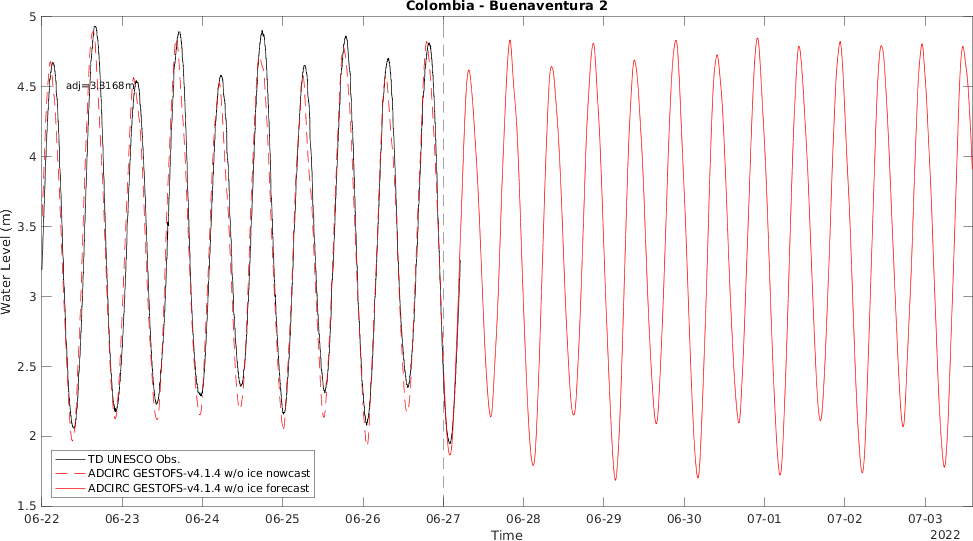 Colombia - Buenaventura 2
Water Level (m)
5
4.5
4
3.5
3
2.5
2
1.5
adj=3.3168m
TD UNESCO Obs.
ADCIRC GESTOFS-v4.1.4 w/o ice nowcast
ADCIRC GESTOFS-v4.1.4 w/o ice forecast
06-22 06-23 06-24 06-25 06-26 06-27 06-28 06-29 06-30 07-01 07-02 07-03
Time
2022